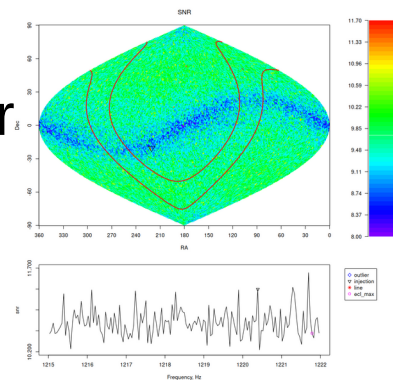 r
SNR
90
60
30
0
-30
-60
-90
Dec
360 330 300 270 240 210 180 150 120 90 60 30 0
RA
11.70
11.33
10.96
10.59
10.22
9.85
9.48
9.11
8.74
8.37
8.00
11.700
10.200
snr
1215 1216 1217 1218 1219 1220 1221 1222
Frequency, Hz
outlier
injection
line
ecl_max